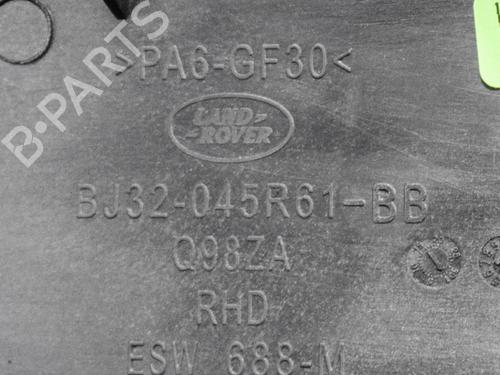 >PA6-GF30<
LAND-
-ROVER
BJ32-045R61-BB
Q98ZA
RHD
ESW 688-M
B-PARTS